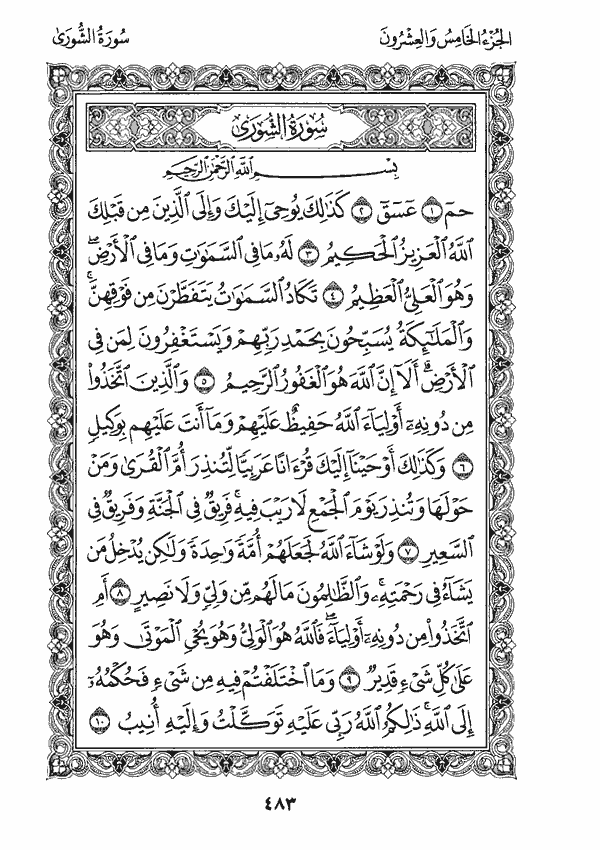 الجُزْءُ الخَامِسُ وَالعِشْرُونَ
سُورَةُ الشُّورَىٰ
سُورَةُ الشُّورَىٰ
بِسْمِ ٱللَّهِ ٱلرَّحْمَٰنِ ٱلرَّحِيمِ
حمٓ ١ عٓسٓقٓ ٢ كَذَٰلِكَ يُوحِىٓ إِلَيْكَ وَإِلَى ٱلَّذِينَ مِن قَبْلِكَ
ٱللَّهُ ٱلْعَزِيزُ ٱلْحَكِيمُ ٣ لَهُۥ مَا فِى ٱلسَّمَٰوَٰتِ وَمَا فِى ٱلْأَرْضِۖ
وَهُوَ ٱلْعَلِىُّ ٱلْعَظِيمُ ٤ تَكَادُ ٱلسَّمَٰوَٰتُ يَتَفَطَّرْنَ مِن فَوْقِهِنَّۚ
وَٱلْمَلَٰٓئِكَةُ يُسَبِّحُونَ بِحَمْدِ رَبِّهِمْ وَيَسْتَغْفِرُونَ لِمَن فِى
ٱلْأَرْضِۗ أَلَآ إِنَّ ٱللَّهَ هُوَ ٱلْغَفُورُ ٱلرَّحِيمُ ٥ وَٱلَّذِينَ ٱتَّخَذُوا۟
مِن دُونِهِۦٓ أَوْلِيَآءَ ٱللَّهُ حَفِيظٌ عَلَيْهِمْ وَمَآ أَنتَ عَلَيْهِم بِوَكِيلٍ
٦ وَكَذَٰلِكَ أَوْحَيْنَآ إِلَيْكَ قُرْءَانًا عَرَبِيًّا لِّتُنذِرَ أُمَّ ٱلْقُرَىٰ وَمَنْ
حَوْلَهَا وَتُنذِرَ يَوْمَ ٱلْجَمْعِ لَا رَيْبَ فِيهِۚ فَرِيقٌ فِى ٱلْجَنَّةِ وَفَرِيقٌ فِى
ٱلسَّعِيرِ ٧ وَلَوْ شَآءَ ٱللَّهُ لَجَعَلَهُمْ أُمَّةً وَٰحِدَةً وَلَٰكِن يُدْخِلُ مَن
يَشَآءُ فِى رَحْمَتِهِۦۚ وَٱلظَّٰلِمُونَ مَا لَهُم مِّن وَلِىٍّ وَلَا نَصِيرٍ ٨ أَمِ
ٱتَّخَذُوا۟ مِن دُونِهِۦٓ أَوْلِيَآءَۖ فَٱللَّهُ هُوَ ٱلْوَلِىُّ وَهُوَ يُحْىِ ٱلْمَوْتَىٰ وَهُوَ
عَلَىٰ كُلِّ شَىْءٍ قَدِيرٌ ٩ وَمَا ٱخْتَلَفْتُمْ فِيهِ مِن شَىْءٍ فَحُكْمُهُۥٓ
إِلَى ٱللَّهِۚ ذَٰلِكُمُ ٱللَّهُ رَبِّى عَلَيْهِ تَوَكَّلْتُ وَإِلَيْهِ أُنِيبُ ١٠
٤٨٣